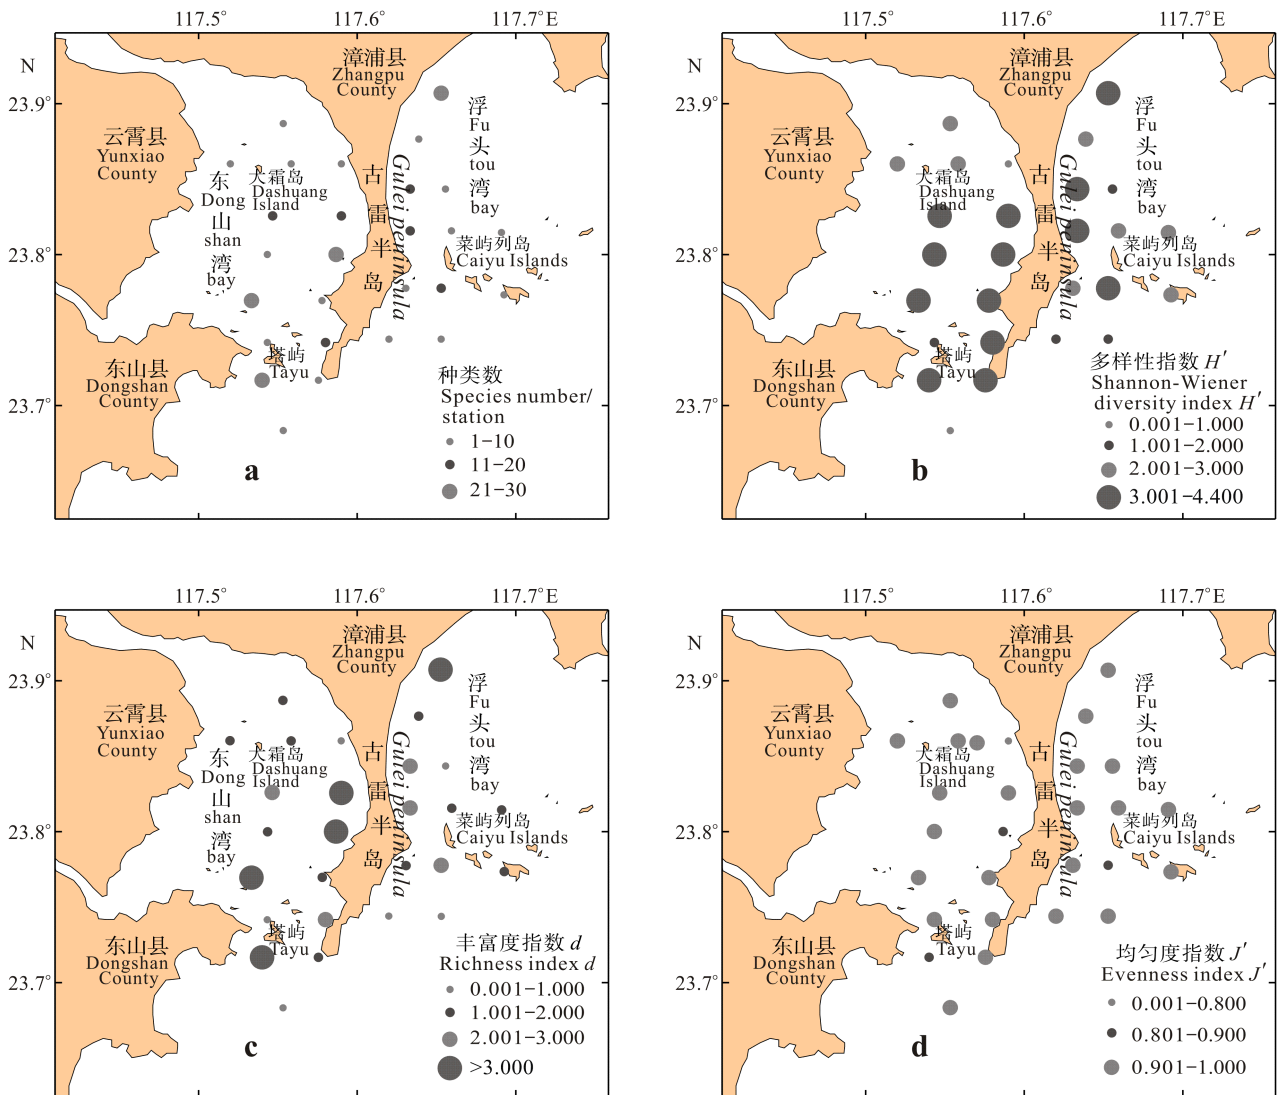 117.5°
117.6°
117.7°E
N
23.9°
23.8°
23.7°
漳浦县
Zhangpu
County
云霄县
Yunxiao
County
东
Dong
山
shan
湾
bay
大霜岛
Dashuang
Island
古
雷
半
岛
Gulei peninsula
浮
Fu
头
tou
湾
bay
菜屿列岛
Caiyu Islands
塔屿
Tayu
东山县
Dongshan
County
种类数
Species number/
station
1−10
11−20
21−30
a
117.5°
117.6°
117.7°E
N
23.9°
23.8°
23.7°
漳浦县
Zhangpu
County
云霄县
Yunxiao
County
大霜岛
Dashuang
Island
古
雷
半
岛
Gulei peninsula
浮
Fu
头
tou
湾
bay
菜屿列岛
Caiyu Islands
塔屿
Tayu
东山县
Dongshan
County
多样性指数 H′
Shannon-Wiener
diversity index H′
0.001−1.000
1.001−2.000
2.001−3.000
3.001−4.400
b
117.5°
117.6°
117.7°E
N
23.9°
23.8°
23.7°
漳浦县
Zhangpu
County
云霄县
Yunxiao
County
东
Dong
山
shan
湾
bay
大霜岛
Dashuang
Island
古
雷
半
岛
Gulei peninsula
浮
Fu
头
tou
湾
bay
菜屿列岛
Caiyu Islands
塔屿
Tayu
东山县
Dongshan
County
丰富度指数 d
Richness index d
0.001−1.000
1.001−2.000
2.001−3.000
>3.000
c
117.5°
117.6°
117.7°E
N
23.9°
23.8°
23.7°
漳浦县
Zhangpu
County
云霄县
Yunxiao
County
大霜岛
Dashuang
Island
古
雷
半
岛
Gulei peninsula
浮
Fu
头
tou
湾
bay
菜屿列岛
Caiyu Islands
塔屿
Tayu
东山县
Dongshan
County
均匀度指数 J′
Evenness index J′
0.001−0.800
0.801−0.900
0.901−1.000
d